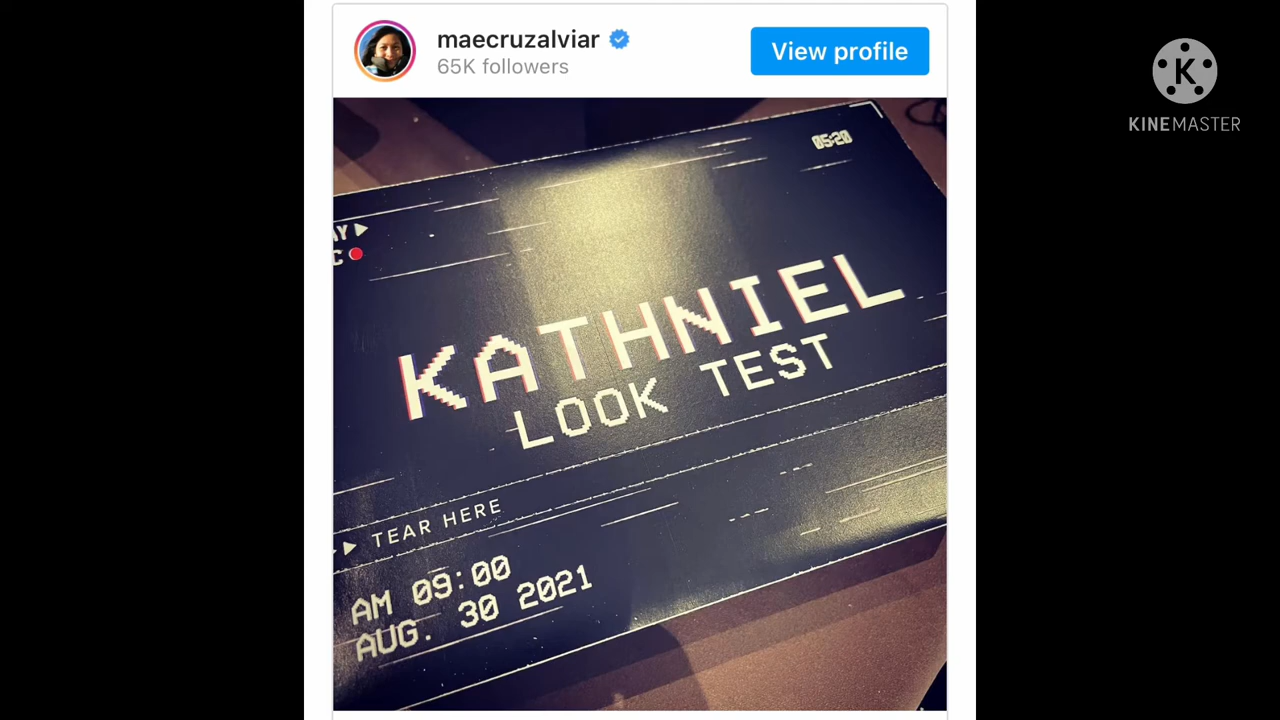 maecruzalviar
65K followers
View profile
K
KINEMASTER
05:20
AY
C
KATHNIEL
LOOK TEST
TEAR HERE
AM 09:00
AUG. 30 2021